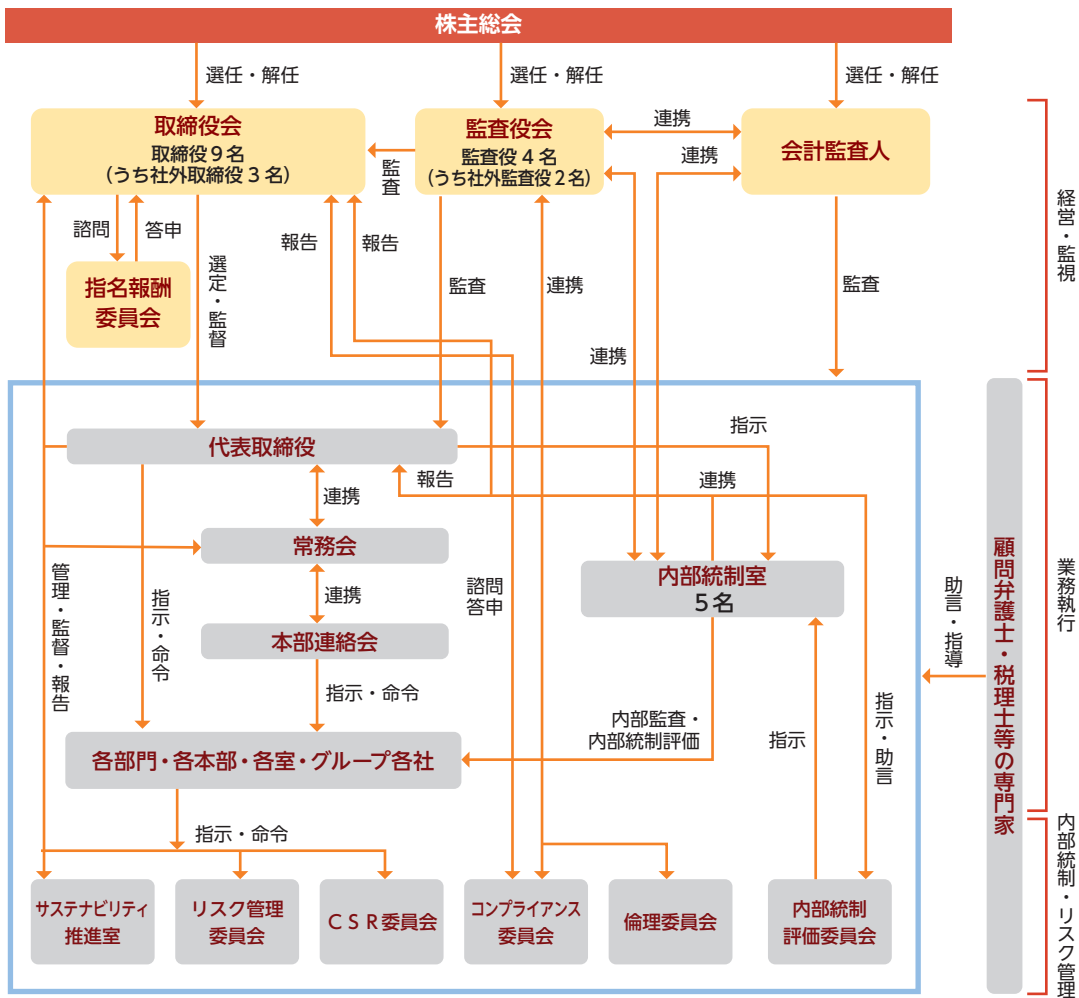 株主総会
選任・解任
選任・解任
選任・解任
取締役会
取締役9名
（うち社外取締役3名）
監査役会
監査役4名
（うち社外監査役2名）
会計監査人
連携
連携
監査
諮問
答申
指名報酬
委員会
選定・監督
報告
報告
監査
連携
連携
監査
経営・監視
代表取締役
指示
報告
連携
連携
常務会
連携
本部連絡会
内部統制室
5名
諮問
答申
管理・監督・報告
指示・命令
指示・命令
内部監査・
内部統制評価
指示
指示・助言
助言・指導
顧問弁護士・税理士等の専門家
業務執行
各部門・各本部・各室・グループ各社
指示・命令
サステナビリティ
推進室
リスク管理
委員会
CSR委員会
コンプライアンス
委員会
倫理委員会
内部統制
評価委員会
内部統制・リスク管理